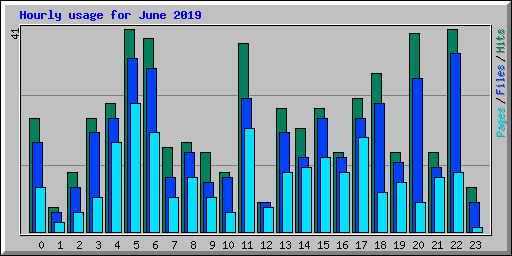 Hourly usage for June 2019
41
Pages / Files / Hits
0 1 2 3 4 5 6 7 8 9 10 11 12 13 14 15 16 17 18 19 20 21 22 23